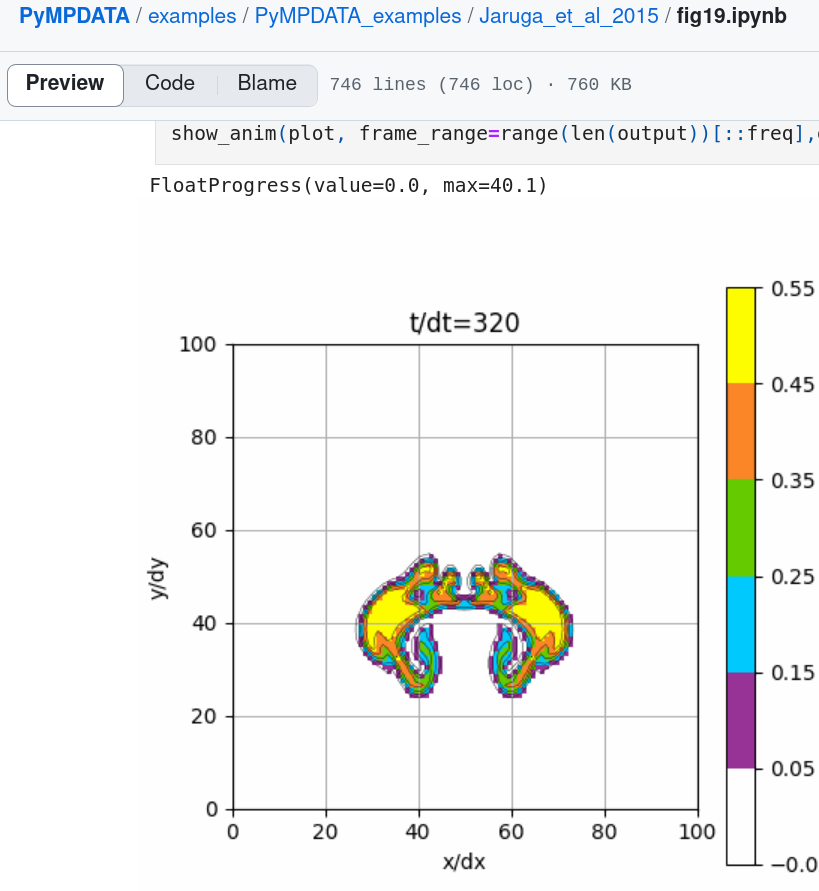 PyMPDATA / examples / PyMPDATA_examples / Jaruga_et_al_2015 / fig19.ipynb
Preview Code Blame 746 lines (746 loc) · 760 KB
show_anim(plot, frame_range=range(len(output))[::freq],
FloatProgress(value=0.0, max=40.1)
t/dt=320
100
80
60
40
20
0
y/dy
0 20 40 60 80 100
x/dx
0.55
0.45
0.35
0.25
0.15
0.05
−0.0